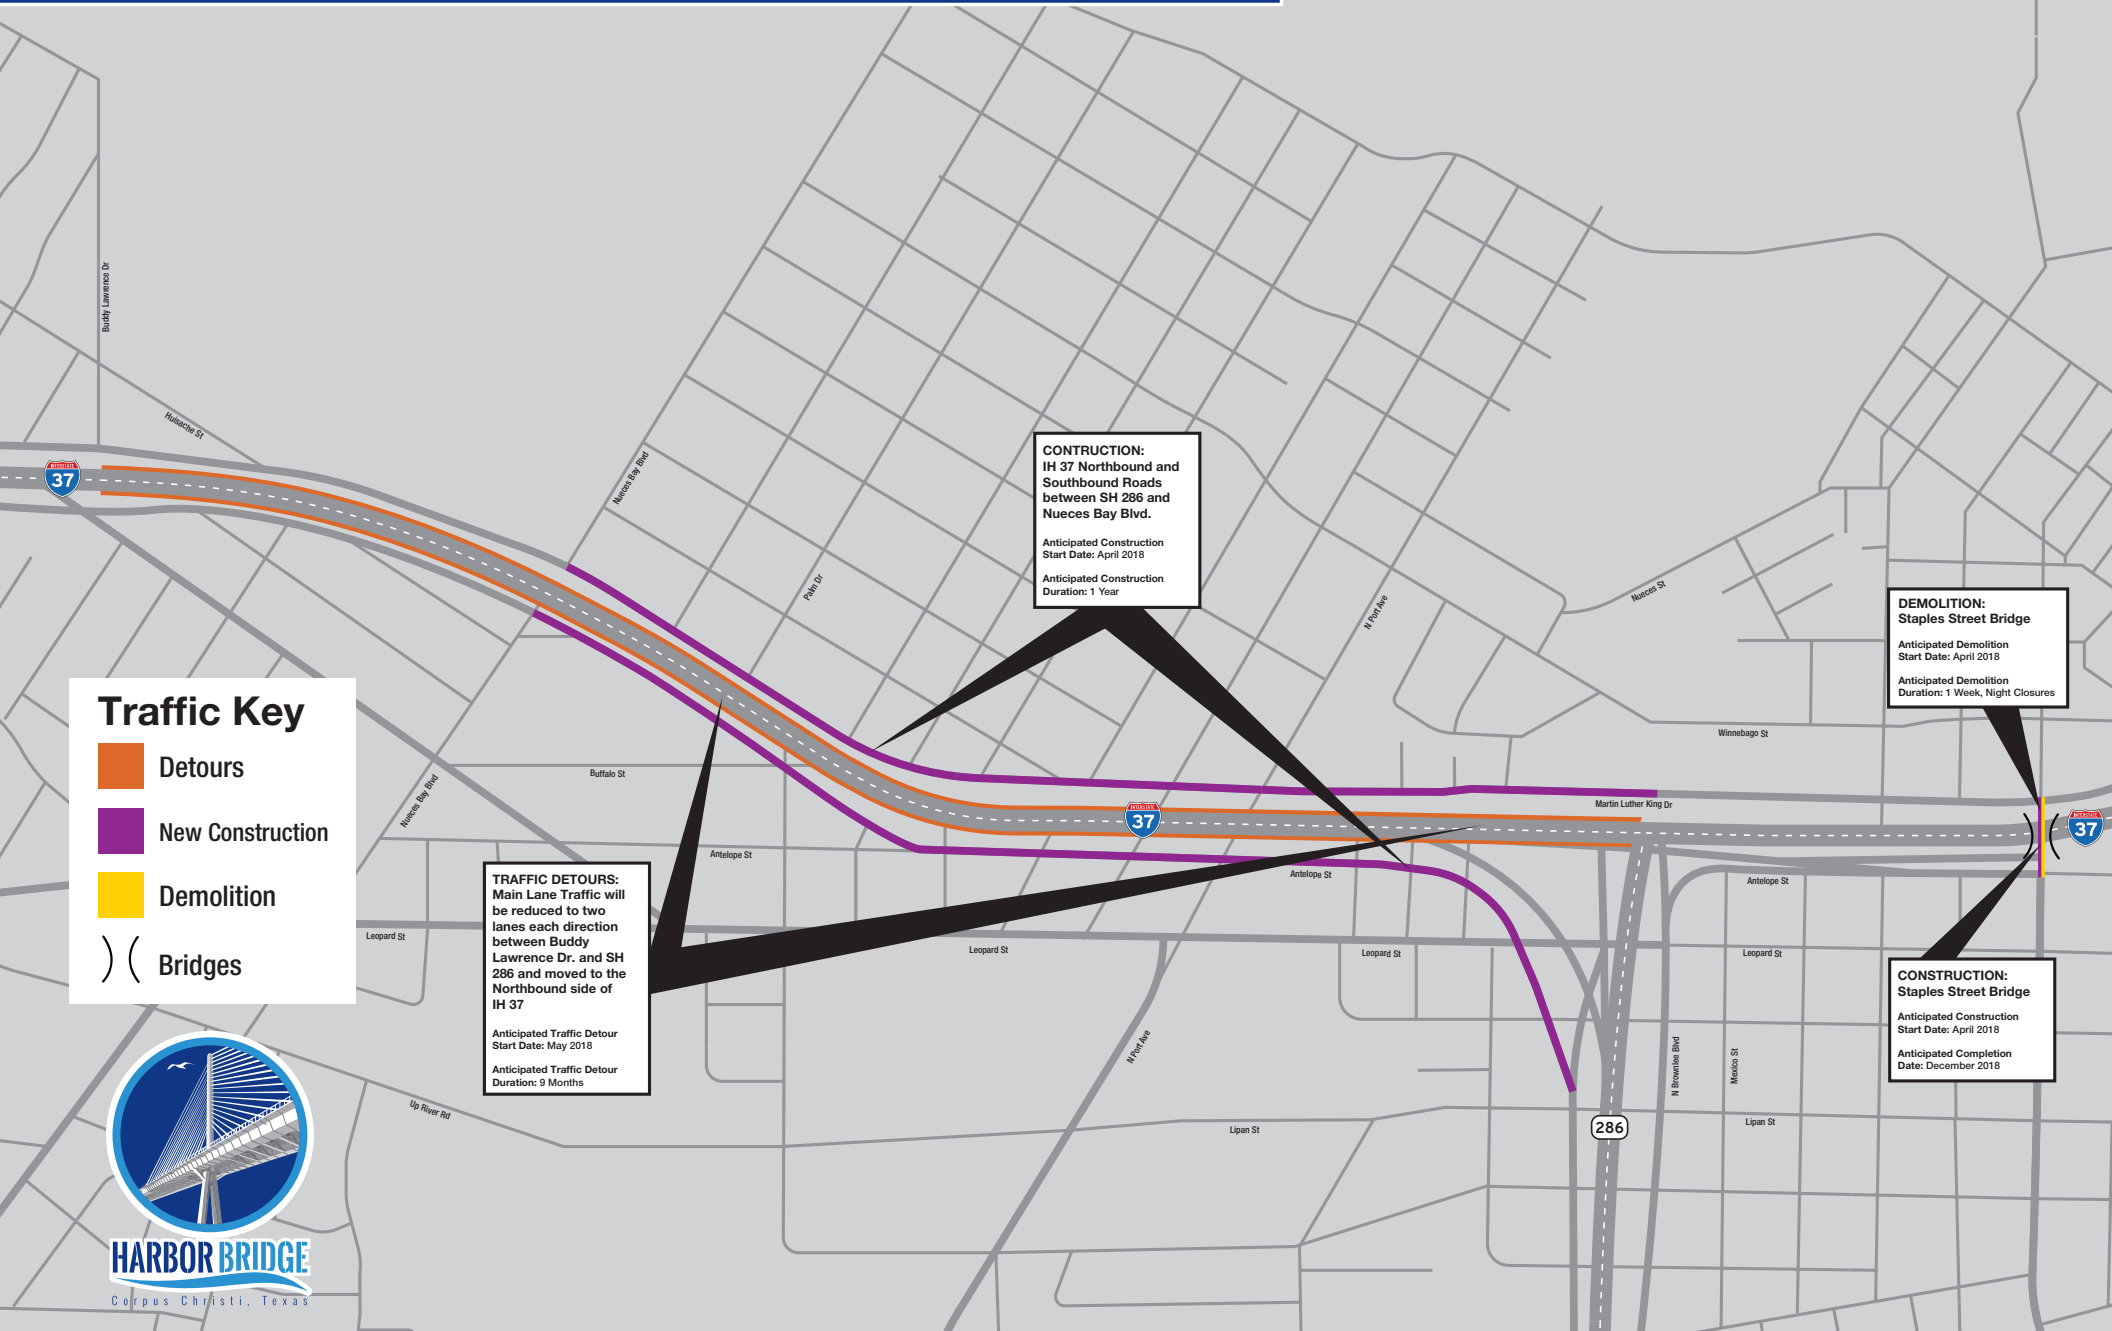 Buddy Lawrence Dr
Huisache St
INTERSTATE
37
Nueces Bay Blvd
Palm Dr
CONTRUCTION:
IH 37 Northbound and
Southbound Roads
between SH 286 and
Nueces Bay Blvd.
Anticipated Construction
Start Date: April 2018
Anticipated Construction
Duration: 1 Year
N Port Ave
Nueces St
DEMOLITION:
Staples Street Bridge
Anticipated Demolition
Start Date: April 2018
Anticipated Demolition
Duration: 1 Week, Night Closures
Winnebago St
Traffic Key
Detours
New Construction
Demolition
Bridges
Nueces Bay Blvd
Buffalo St
Martin Luther King Dr
INTERSTATE
37
INTERSTATE
37
Antelope St
Antelope St
Antelope St
TRAFFIC DETOURS:
Main Lane Traffic will
be reduced to two
lanes each direction
between Buddy
Lawrence Dr. and SH
286 and moved to the
Northbound side of
IH 37
Anticipated Traffic Detour
Start Date: May 2018
Anticipated Traffic Detour
Duration: 9 Months
Leopard St
Leopard St
Leopard St
Leopard St
CONSTRUCTION:
Staples Street Bridge
Anticipated Construction
Start Date: April 2018
Anticipated Completion
Date: December 2018
N Port Ave
N Brownlee Blvd
Mexico St
Up River Rd
Lipan St
286
Lipan St
HARBOR BRIDGE
Corpus Christi, Texas